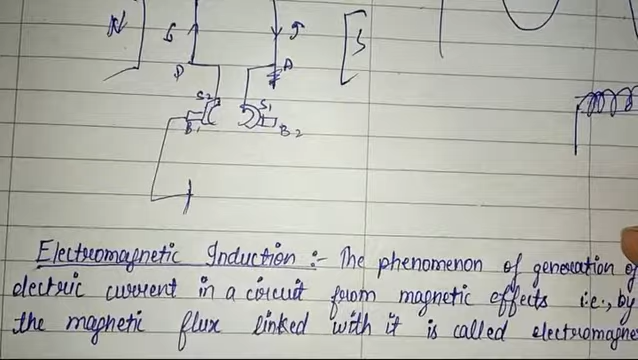 N
S
D
A
S2
S1
B1
B2
Electromagnetic Induction :- The phenomenon of generation of
electric current in a circuit from magnetic effects i.e., by
the magnetic flux linked with it is called electromagne